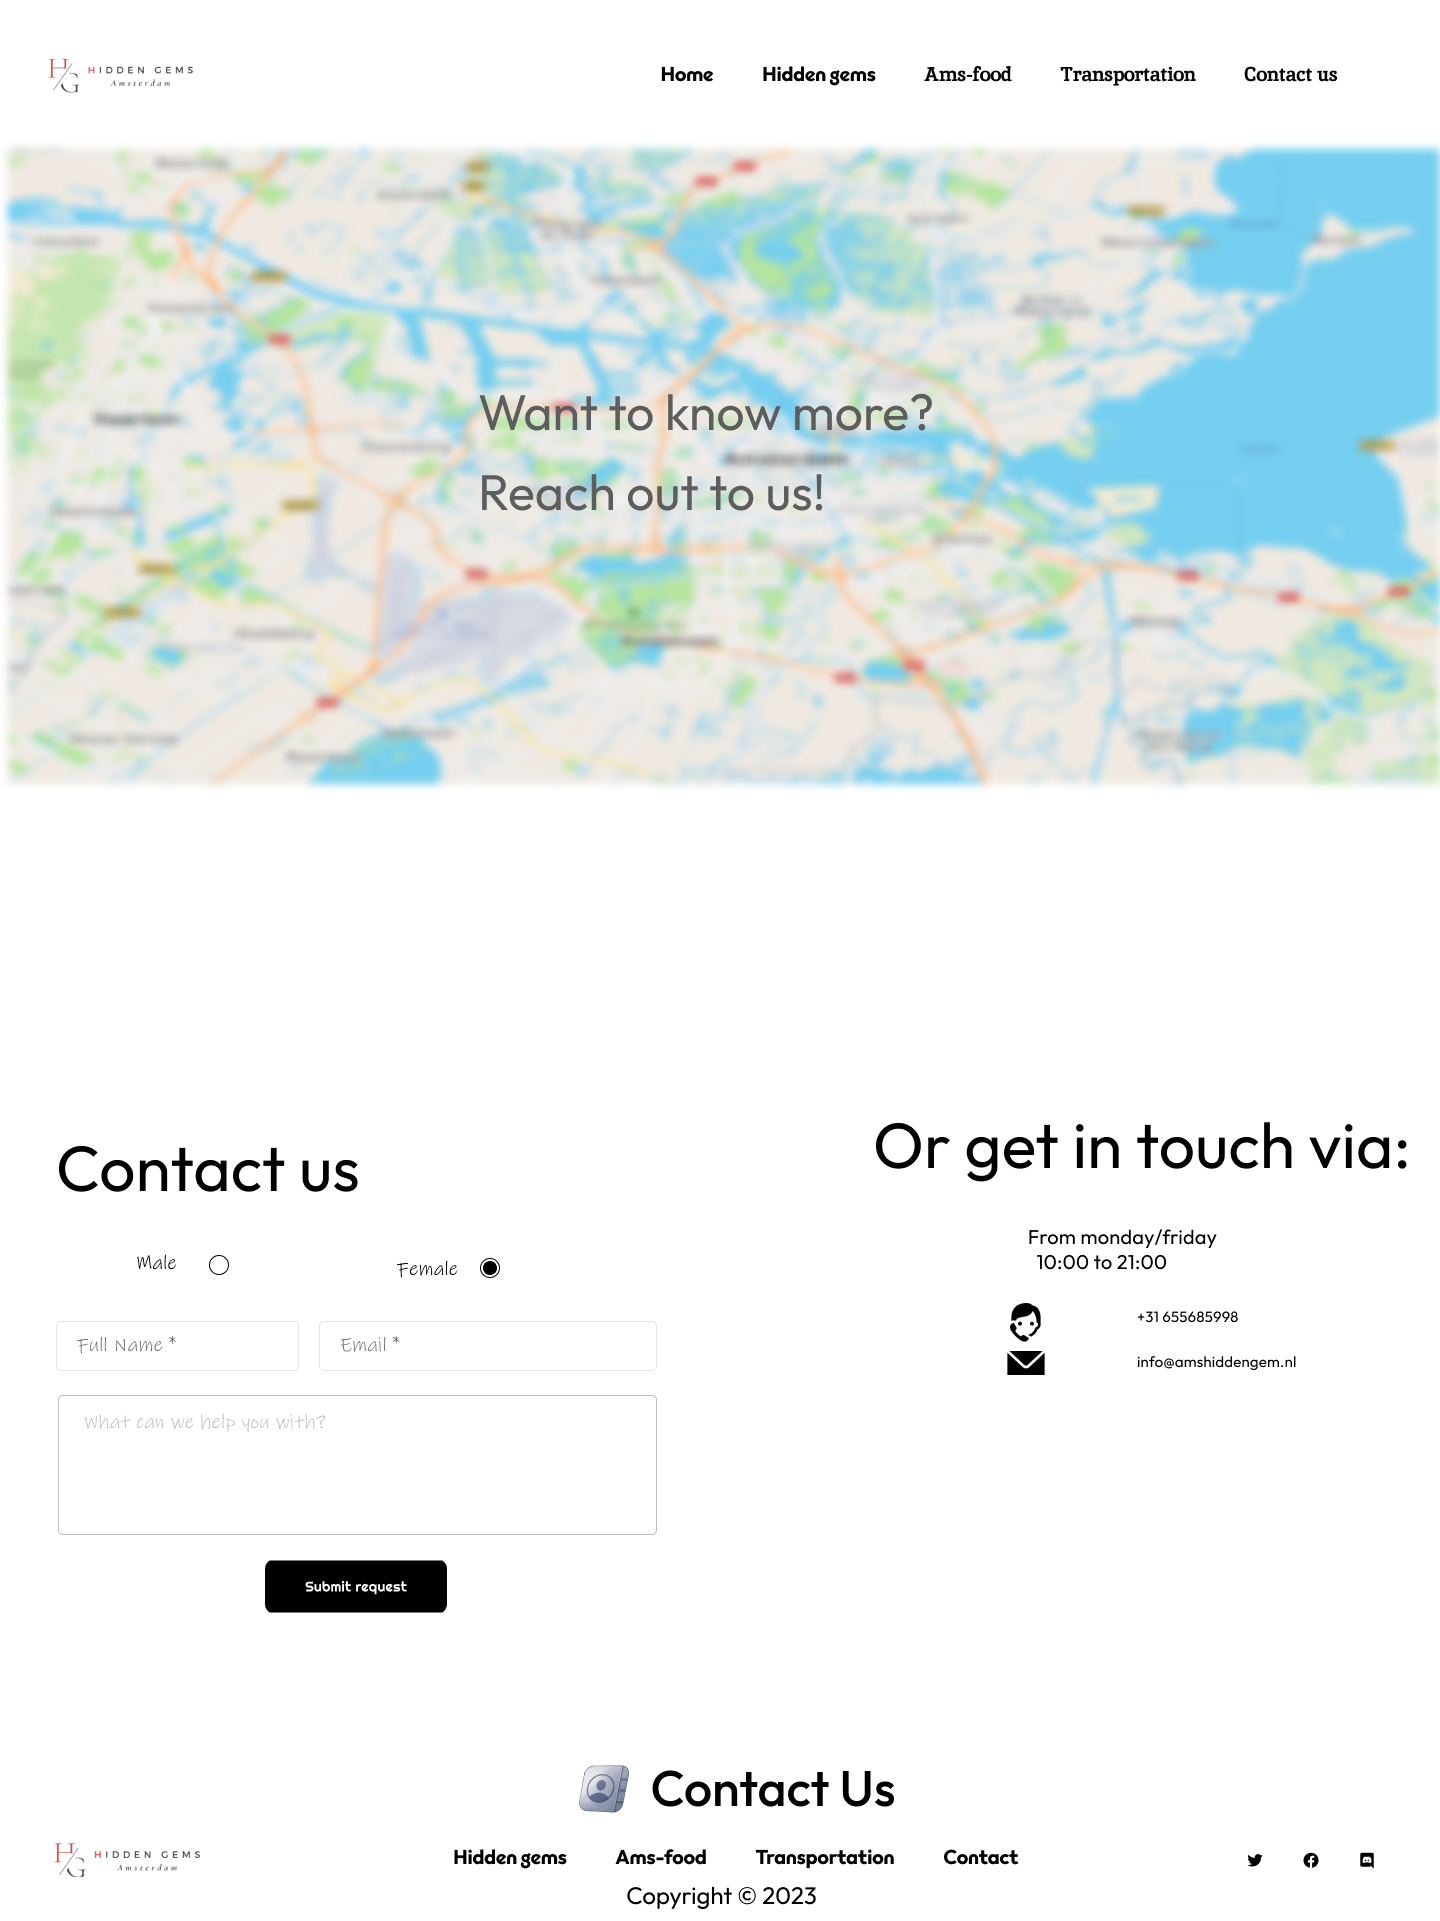 HG HIDDEN GEMS
Amsterdam
Home Hidden gems Ams-food Transportation Contact us
Want to know more?
Amsterdam
Reach out to us!
Contact us
Or get in touch via:
Male Female
From monday/friday
10:00 to 21:00
Full Name * Email *
+31 655685998
info@amshiddengem.nl
What can we help you with?
Submit request
Contact Us
HG HIDDEN GEMS
Amsterdam
Hidden gems Ams-food Transportation Contact
Copyright © 2023